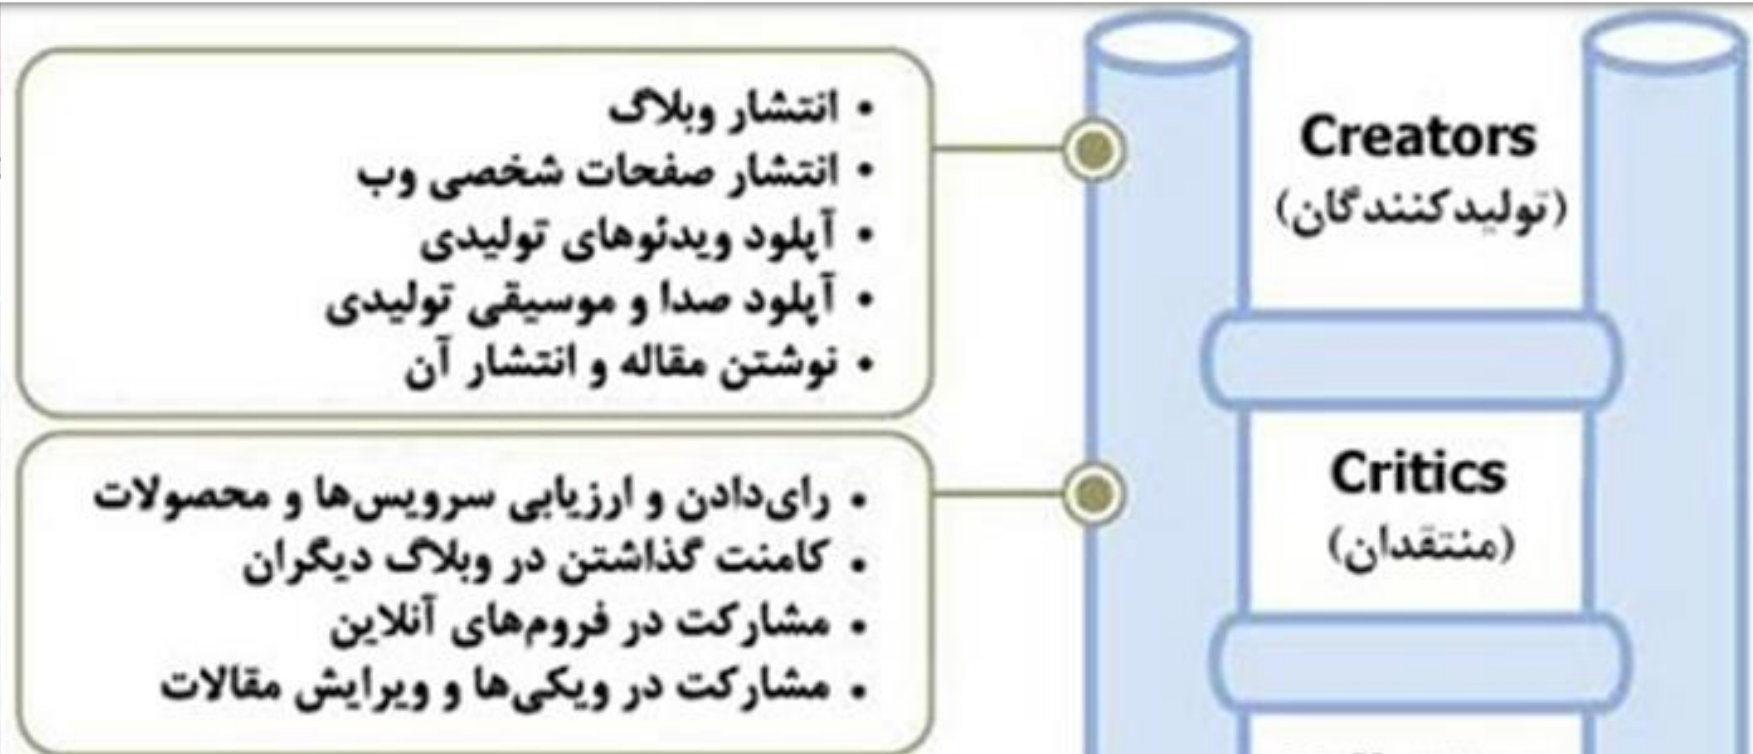 Creators
(تولیدکنندگان)
• انتشار وبلاگ
• انتشار صفحات شخصی وب
• آپلود ویدئوهای تولیدی
• آپلود صدا و موسیقی تولیدی
• نوشتن مقاله و انتشار آن
Critics
(منتقدان)
• رای‌دادن و ارزیابی سرویس‌ها و محصولات
• کامنت گذاشتن در وبلاگ دیگران
• مشارکت در فروم‌های آنلاین
• مشارکت در ویکی‌ها و ویرایش مقالات